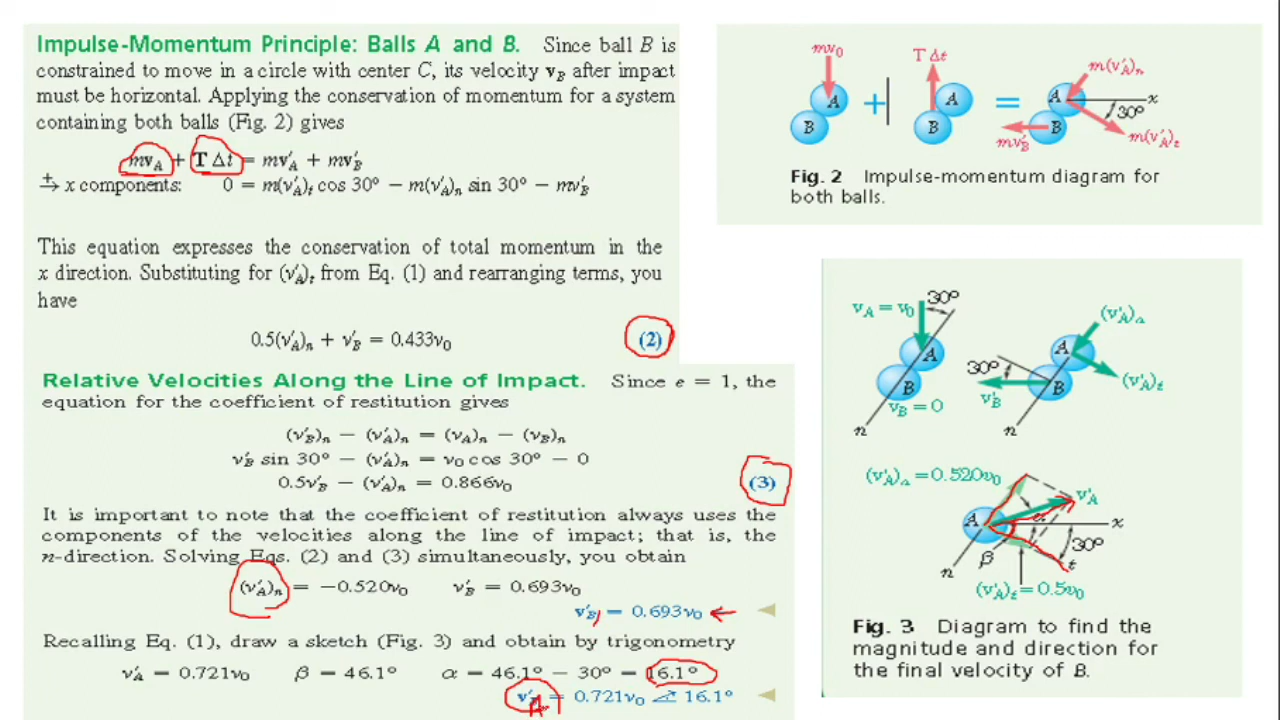 Impulse-Momentum Principle: Balls A and B. Since ball B is
constrained to move in a circle with center C, its velocity v_B after impact
must be horizontal. Applying the conservation of momentum for a system
containing both balls (Fig. 2) gives
mv_A + T Δt = mv′_A + mv′_B
→+ x components: 0 = m(v′_A)_t cos 30° − m(v′_A)_n sin 30° − mv′_B
This equation expresses the conservation of total momentum in the
x direction. Substituting for (v′_A)_t from Eq. (1) and rearranging terms, you
have
0.5(v′_A)_n + v′_B = 0.433v_0 (2)
Relative Velocities Along the Line of Impact. Since e = 1, the
equation for the coefficient of restitution gives
(v′_B)_n − (v′_A)_n = (v_A)_n − (v_B)_n
v′_B sin 30° − (v′_A)_n = v_0 cos 30° − 0
0.5v′_B − (v′_A)_n = 0.866v_0 (3)
It is important to note that the coefficient of restitution always uses the
components of the velocities along the line of impact; that is, the
n-direction. Solving Eqs. (2) and (3) simultaneously, you obtain
(v′_A)_n = −0.520v_0 v′_B = 0.693v_0
v′_B = 0.693v_0
Recalling Eq. (1), draw a sketch (Fig. 3) and obtain by trigonometry
v′_A = 0.721v_0 β = 46.1° α = 46.1° − 30° = 16.1°
= 0.721v_0 ∡ 16.1°
A
mv_0
A
B
+
T Δt
A
B
=
m(v′_A)_n
A
x
30°
B
mv′_B
m(v′_A)_t
Fig. 2 Impulse-momentum diagram for
both balls.
v_A = v_0
30°
A
B
v_B = 0
n
(v′_A)_n
A
30°
B
v′_B
(v′_A)_t
n
(v′_A)_n = 0.520v_0
v′_A
A
α
x
β
30°
n
t
(v′_A)_t = 0.5v_0
Fig. 3 Diagram to find the
magnitude and direction for
the final velocity of B.